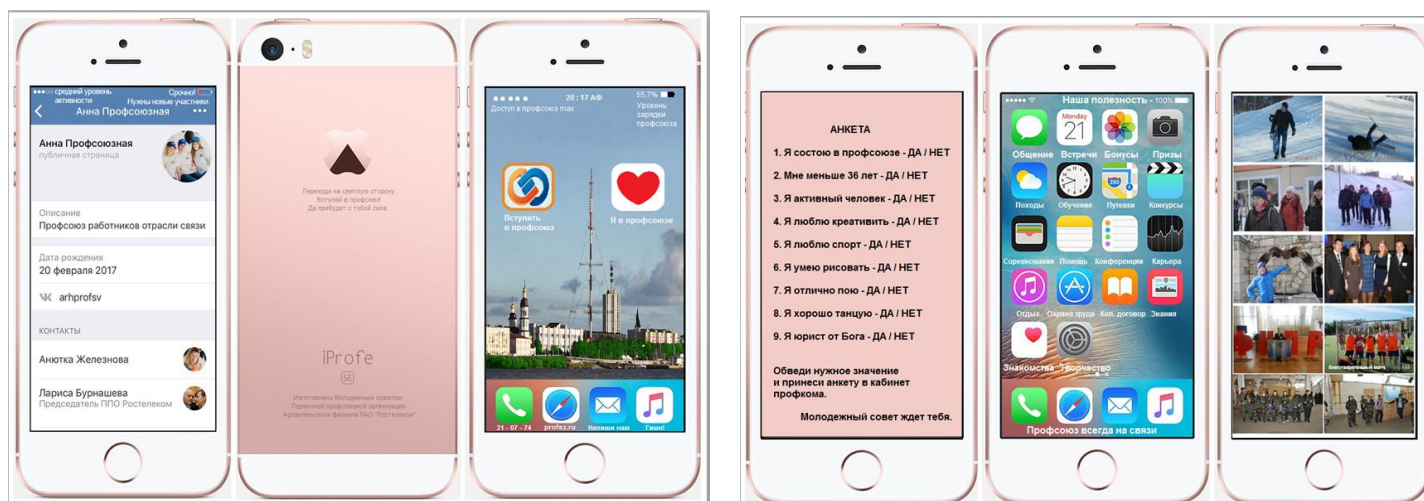 средний уровень
активности
Срочно!
Нужны новые участники.
Анна Профсоюзная
Анна Профсоюзная
публичная страница
Описание
Профсоюз работников отрасли связи
Дата рождения
20 февраля 2017
arhprofsv
КОНТАКТЫ
Анютка Железнова
Лариса Бурнашева
Председатель ППО Ростелеком
Переходи на светлую сторону
Вступай в профсоюз!
Да пребудет с тобой сила
iProfe
SE
Изготовлено Молодежным советом
Первичной профсоюзной организации
Архангельского филиала ПАО "Ростелеком"
20 : 17 АФ
55,7%
Доступ в профсоюз max
Уровень
зарядки
профсоюза
Вступить
в профсоюз
Я в профсоюзе
21 - 07 - 74
profsz.ru
Напиши нам
Гимн!
АНКЕТА
1. Я состою в профсоюзе - ДА / НЕТ
2. Мне меньше 36 лет - ДА / НЕТ
3. Я активный человек - ДА / НЕТ
4. Я люблю креативить - ДА / НЕТ
5. Я люблю спорт - ДА / НЕТ
6. Я умею рисовать - ДА / НЕТ
7. Я отлично пою - ДА / НЕТ
8. Я хорошо танцую - ДА / НЕТ
9. Я юрист от Бога - ДА / НЕТ
Обведи нужное значение
и принеси анкету в кабинет
профкома.
Молодежный совет ждет тебя.
Наша полезность - 100%
Monday
21
Общение Встречи Бонусы Призы
280
Походы Обучение Путевки Конкурсы
Соревнования Помощь Конференции Карьера
Отдых Охрана труда Кол. договор Знания
Знакомства Творчество
Профсоюз всегда на связи